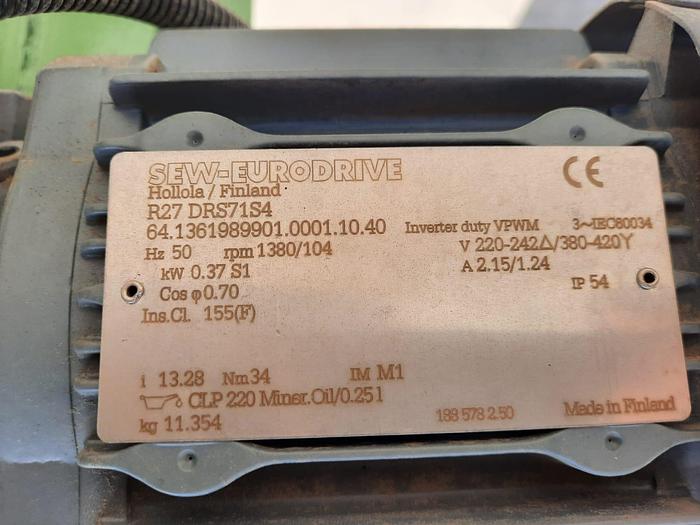 SEW-EURODRIVE
Hollola / Finland
R27 DRS71S4
64.1361989901.0001.10.40 Inverter duty VPWM 3~IEC60034
Hz 50 rpm 1380/104 V 220-242Δ/380-420Y
kW 0.37 S1 A 2.15/1.24
Cos φ 0.70 IP 54
Ins.Cl. 155(F)
i 13.28 Nm 34 IM M1
CLP 220 Miner.Oil/0.25 l
kg 11.354 188 578 2.50 Made in Finland
CE